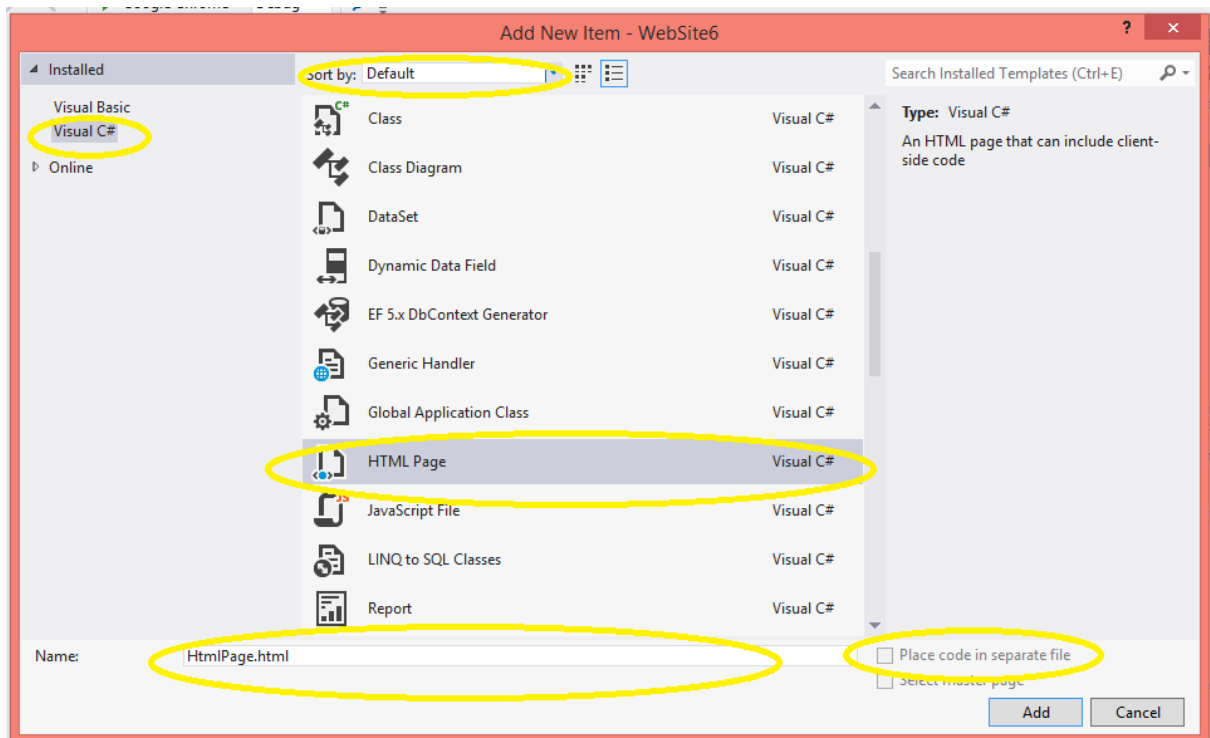 Add New Item - WebSite6
? ×
Installed
Sort by: Default
Search Installed Templates (Ctrl+E)
Visual Basic
Visual C#
Online
C# Class Visual C#
Class Diagram Visual C#
DataSet Visual C#
Dynamic Data Field Visual C#
EF 5.x DbContext Generator Visual C#
Generic Handler Visual C#
Global Application Class Visual C#
HTML Page Visual C#
JS JavaScript File Visual C#
LINQ to SQL Classes Visual C#
Report Visual C#
Type: Visual C#
An HTML page that can include client-
side code
Name: HtmlPage.html
Place code in separate file
Select master page
Add Cancel